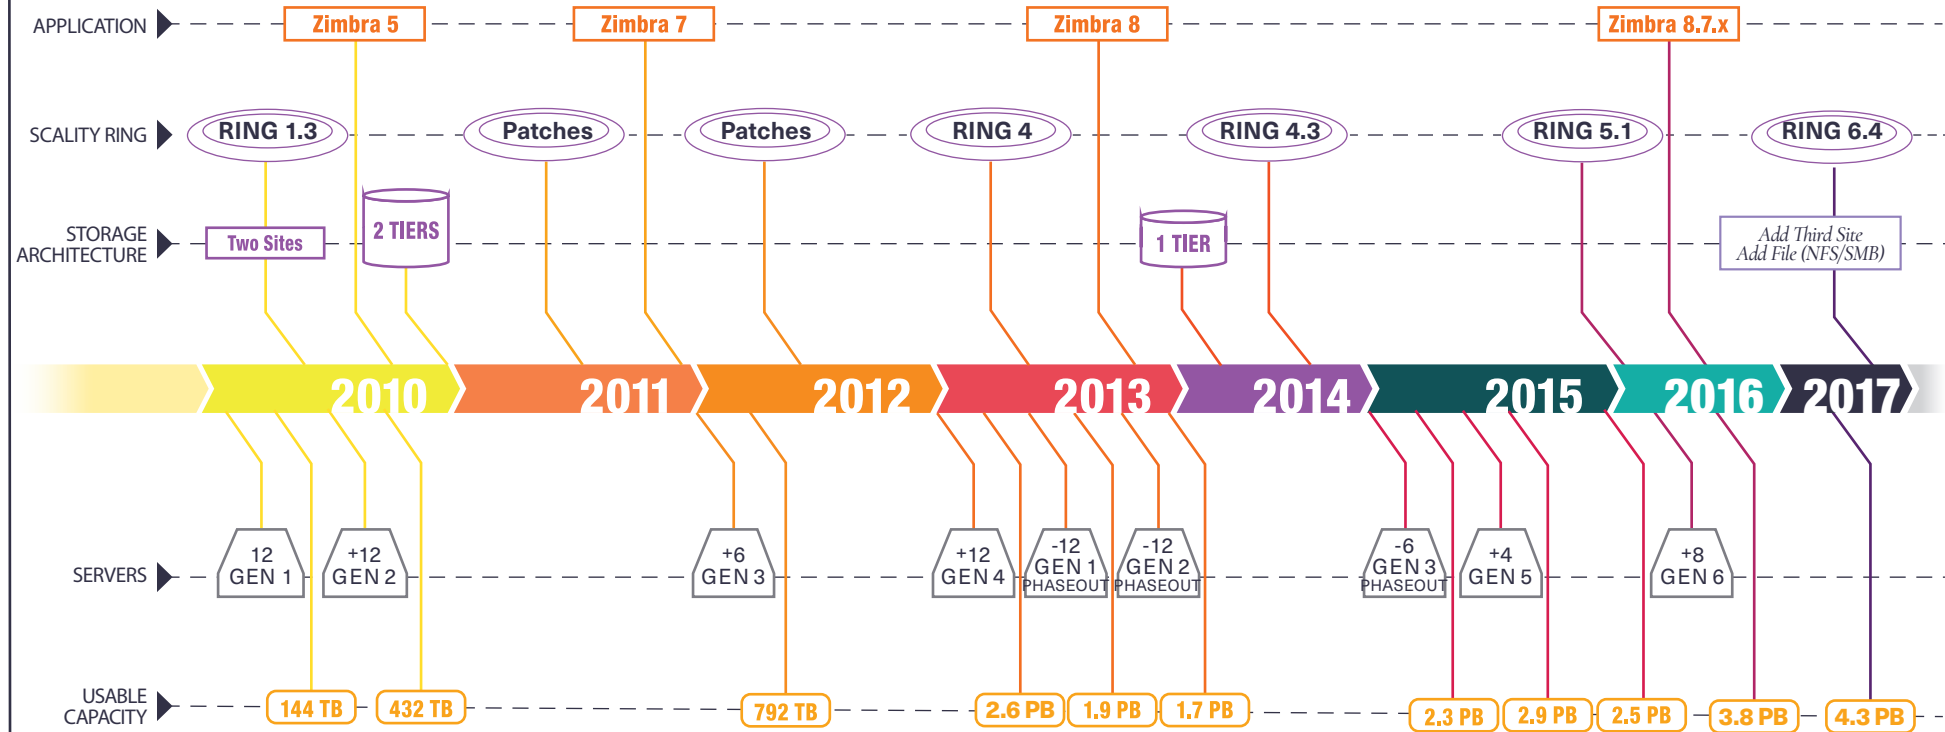 APPLICATION
Zimbra 5
Zimbra 7
Zimbra 8
Zimbra 8.7.x
SCALITY RING
RING 1.3
Patches
Patches
RING 4
RING 4.3
RING 5.1
RING 6.4
STORAGE
ARCHITECTURE
Two Sites
2 TIERS
1 TIER
Add Third Site
Add File (NFS/SMB)
2010
2011
2012
2013
2014
2015
2016
2017
SERVERS
12
GEN 1
+12
GEN 2
+6
GEN 3
+12
GEN 4
-12
GEN 1
PHASEOUT
-12
GEN 2
PHASEOUT
-6
GEN 3
PHASEOUT
+4
GEN 5
+8
GEN 6
USABLE
CAPACITY
144 TB
432 TB
792 TB
2.6 PB
1.9 PB
1.7 PB
2.3 PB
2.9 PB
2.5 PB
3.8 PB
4.3 PB